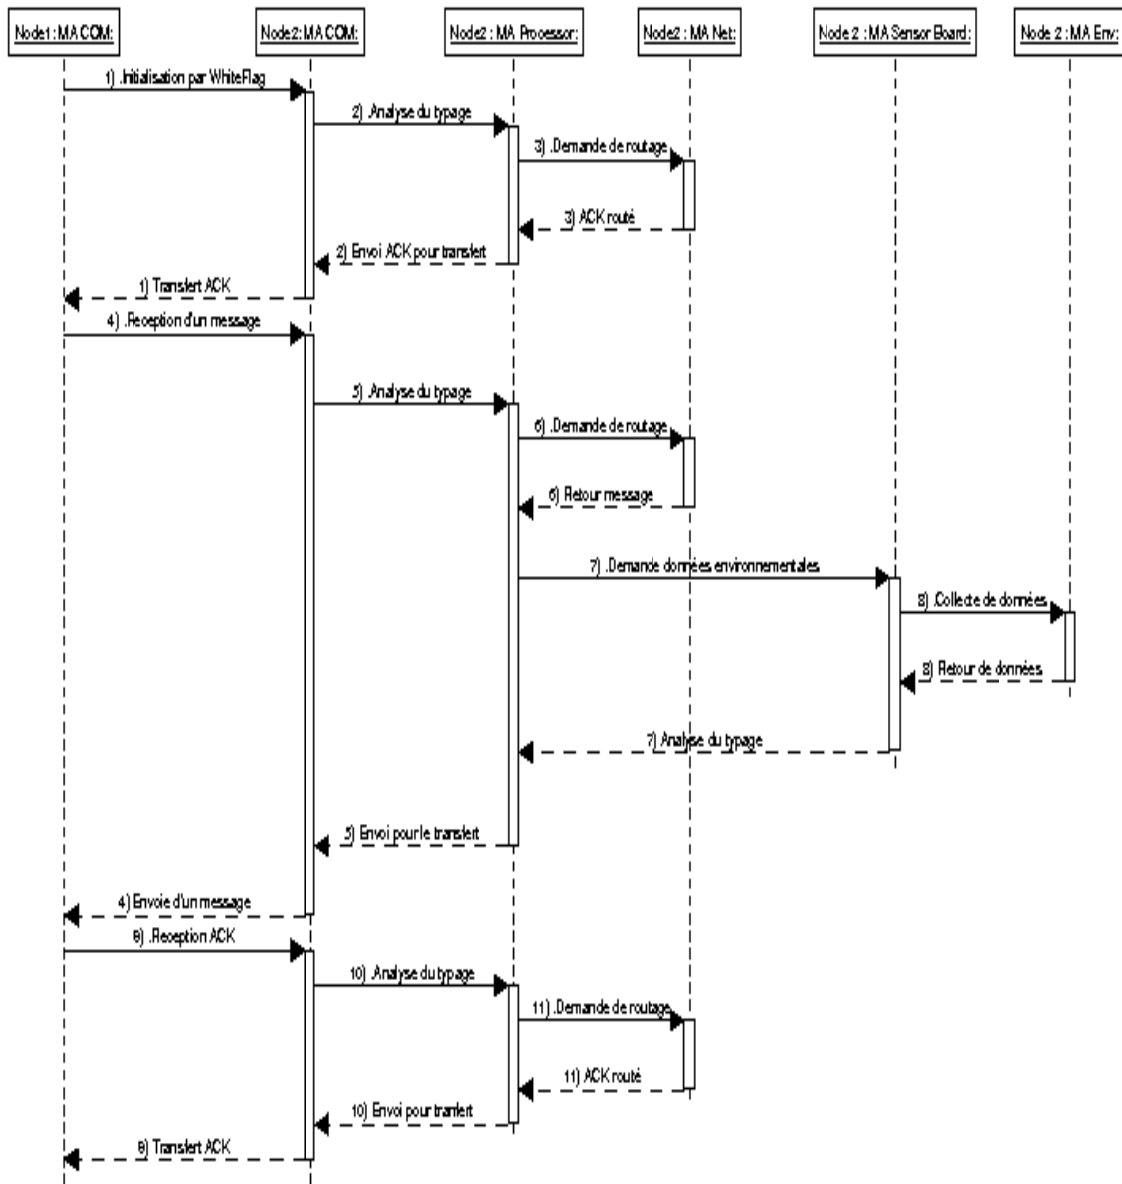 Node1 : MA COM:
Node2: MA COM:
Node2 : MA Processor:
Node2 : MA Net:
Node 2 : MA Sensor Board:
Node 2 : MA Env:
1) .Initialisation par WhiteFlag
2) .Analyse du typage
3) .Demande de routage
3) ACK routé
2) Envoi ACK pour transfert
1) Transfert ACK
4) .Reception d'un message
5) .Analyse du typage
6) .Demande de routage
6) Retour message
7) .Demande données environnementales
8) .Collecte de données
8) Retour de données
7) Analyse du typage
5) Envoi pour le transfert
4) Envoie d'un message
9) .Reception ACK
10) .Analyse du typage
11) .Demande de routage
11) ACK routé
10) Envoi pour tranfert
9) Transfert ACK